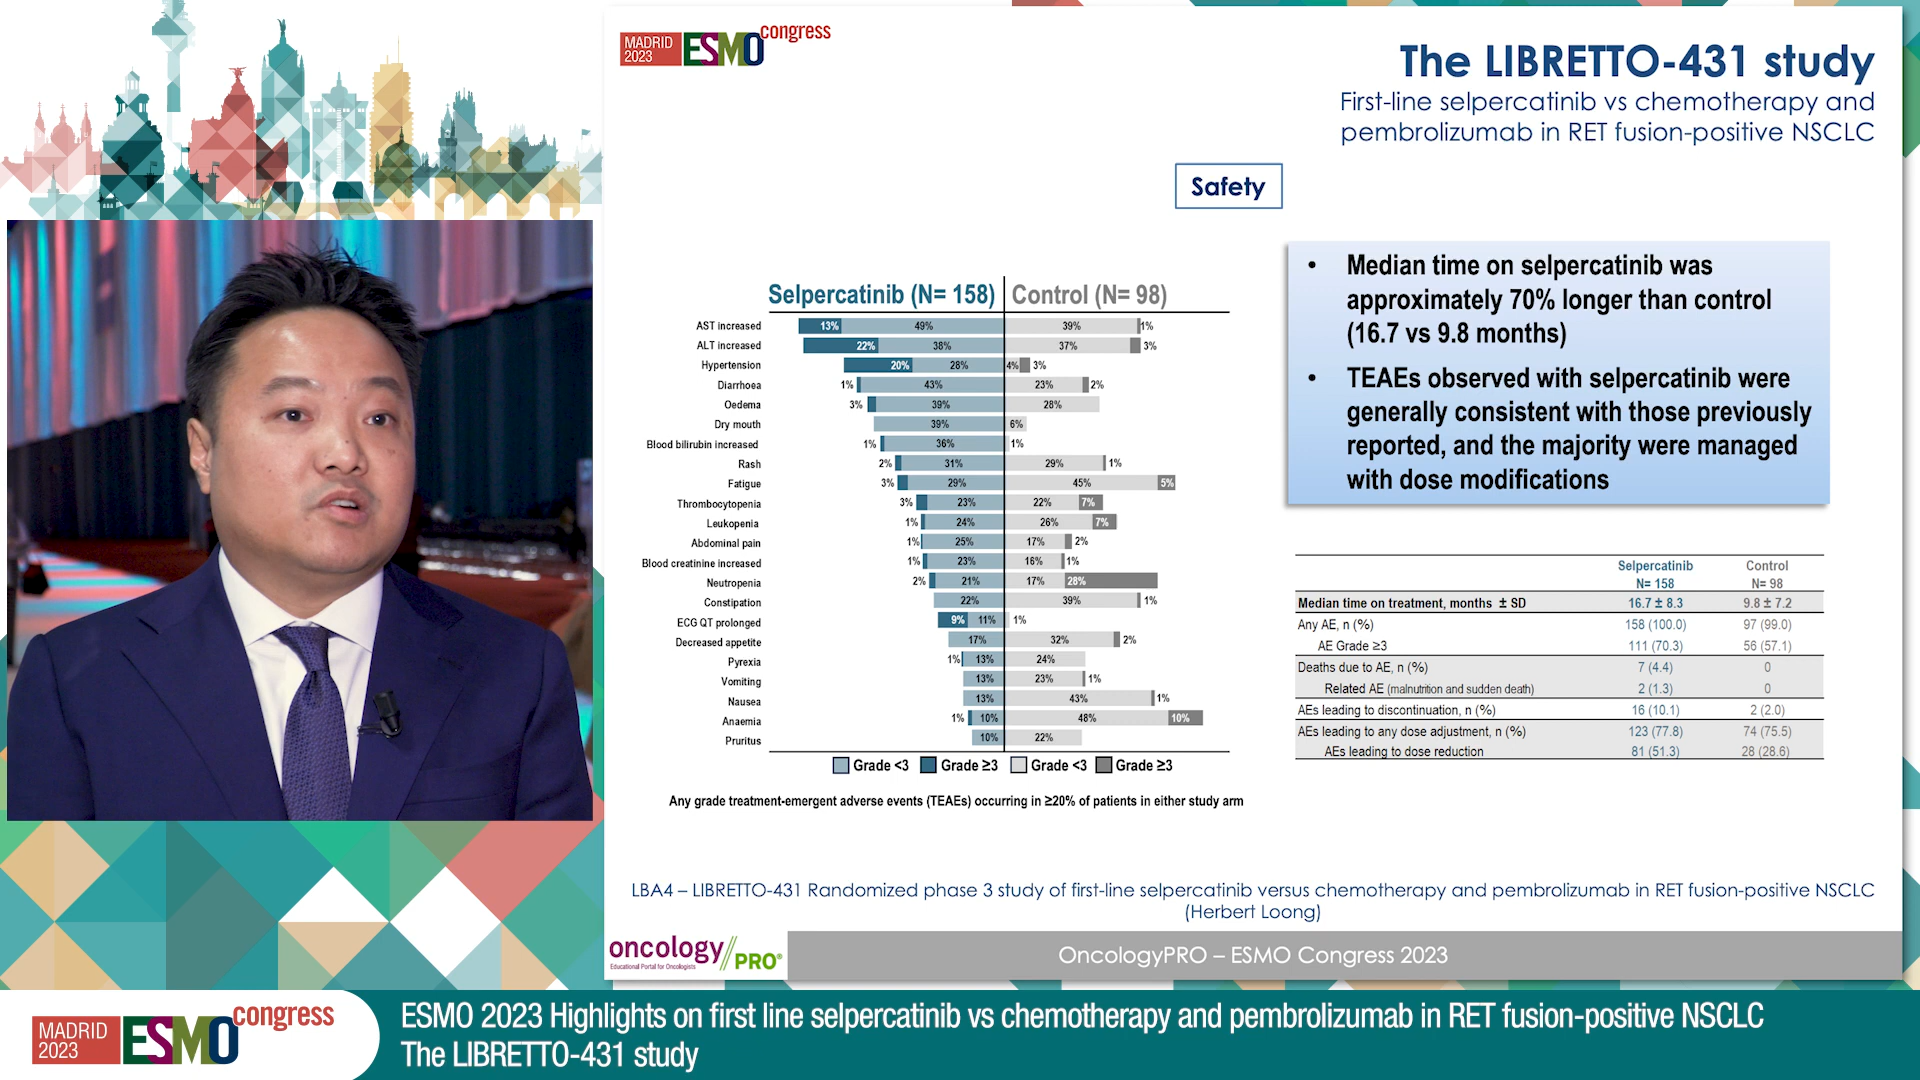 MADRID
2023
ESMO
congress
The LIBRETTO-431 study
First-line selpercatinib vs chemotherapy and
pembrolizumab in RET fusion-positive NSCLC
Safety
Selpercatinib (N= 158) Control (N= 98)
AST increased 13% 49% 39% 1%
ALT increased 22% 38% 37% 3%
Hypertension 20% 28% 4% 3%
Diarrhoea 1% 43% 23% 2%
Oedema 3% 39% 28%
Dry mouth 39% 6%
Blood bilirubin increased 1% 36% 1%
Rash 2% 31% 29% 1%
Fatigue 3% 29% 45% 5%
Thrombocytopenia 3% 23% 22% 7%
Leukopenia 1% 24% 26% 7%
Abdominal pain 1% 25% 17% 2%
Blood creatinine increased 1% 23% 16% 1%
Neutropenia 2% 21% 17% 28%
Constipation 22% 39% 1%
ECG QT prolonged 9% 11% 1%
Decreased appetite 17% 32% 2%
Pyrexia 1% 13% 24%
Vomiting 13% 23% 1%
Nausea 13% 43% 1%
Anaemia 1% 10% 48% 10%
Pruritus 10% 22%
Grade <3 Grade ≥3 Grade <3 Grade ≥3
Any grade treatment-emergent adverse events (TEAEs) occurring in ≥20% of patients in either study arm
• Median time on selpercatinib was
approximately 70% longer than control
(16.7 vs 9.8 months)
• TEAEs observed with selpercatinib were
generally consistent with those previously
reported, and the majority were managed
with dose modifications
Selpercatinib Control
N= 158 N= 98
Median time on treatment, months ± SD 16.7 ± 8.3 9.8 ± 7.2
Any AE, n (%) 158 (100.0) 97 (99.0)
AE Grade ≥3 111 (70.3) 56 (57.1)
Deaths due to AE, n (%) 7 (4.4) 0
Related AE (malnutrition and sudden death) 2 (1.3) 0
AEs leading to discontinuation, n (%) 16 (10.1) 2 (2.0)
AEs leading to any dose adjustment, n (%) 123 (77.8) 74 (75.5)
AEs leading to dose reduction 81 (51.3) 28 (28.6)
LBA4 – LIBRETTO-431 Randomized phase 3 study of first-line selpercatinib versus chemotherapy and pembrolizumab in RET fusion-positive NSCLC
(Herbert Loong)
oncology//PRO®
Educational Portal for Oncologists
OncologyPRO – ESMO Congress 2023
MADRID
2023
ESMO
congress
ESMO 2023 Highlights on first line selpercatinib vs chemotherapy and pembrolizumab in RET fusion-positive NSCLC
The LIBRETTO-431 study